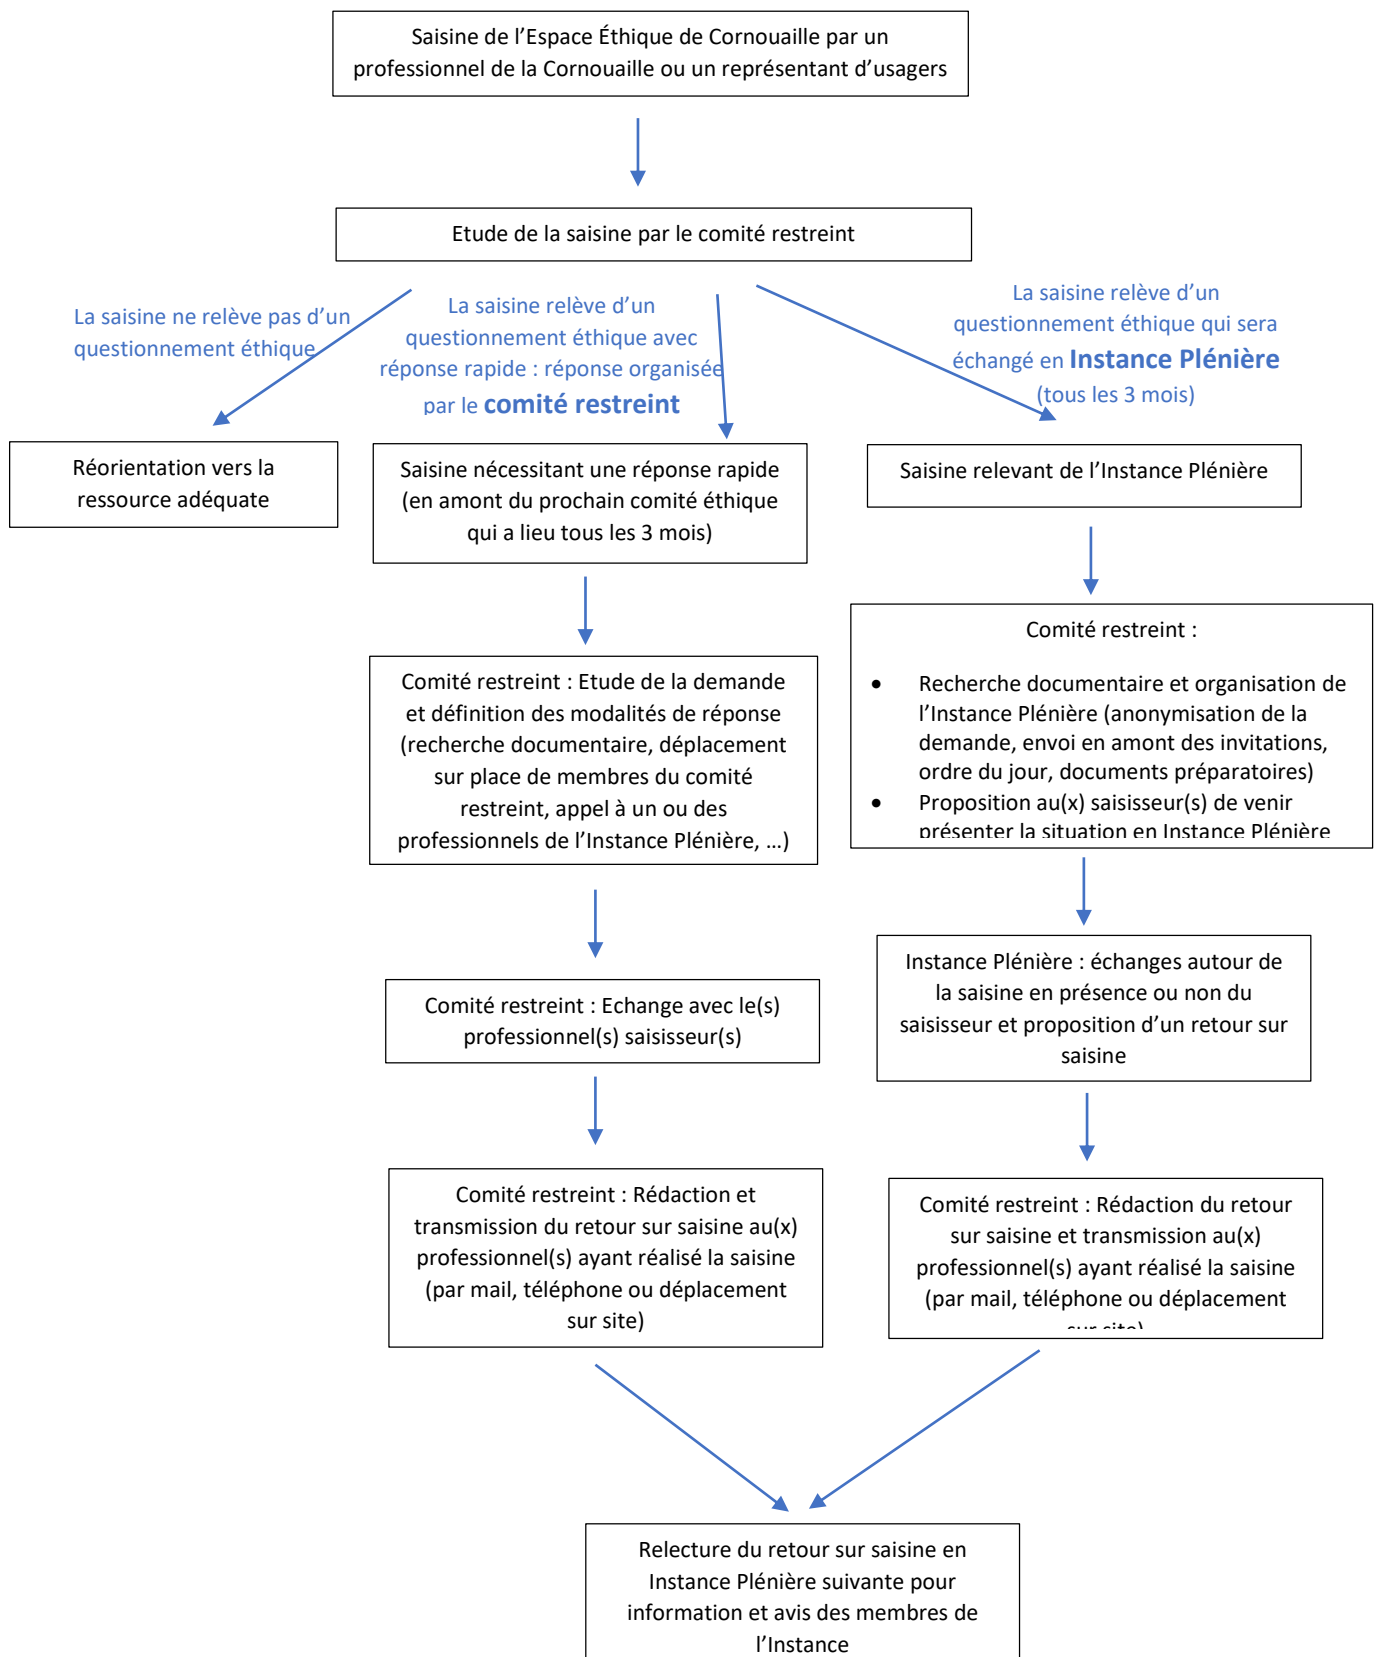 Saisine de l’Espace Éthique de Cornouaille par un
professionnel de la Cornouaille ou un représentant d’usagers
Etude de la saisine par le comité restreint
La saisine ne relève pas d’un
questionnement éthique
La saisine relève d’un
questionnement éthique avec
réponse rapide : réponse organisée
par le comité restreint
La saisine relève d’un
questionnement éthique qui sera
échangé en Instance Plénière
(tous les 3 mois)
Réorientation vers la
ressource adéquate
Saisine nécessitant une réponse rapide
(en amont du prochain comité éthique
qui a lieu tous les 3 mois)
Saisine relevant de l’Instance Plénière
Comité restreint : Etude de la demande
et définition des modalités de réponse
(recherche documentaire, déplacement
sur place de membres du comité
restreint, appel à un ou des
professionnels de l’Instance Plénière, …)
Comité restreint :
• Recherche documentaire et organisation de
l’Instance Plénière (anonymisation de la
demande, envoi en amont des invitations,
ordre du jour, documents préparatoires)
• Proposition au(x) saisisseur(s) de venir
présenter la situation en Instance Plénière
Comité restreint : Echange avec le(s)
professionnel(s) saisisseur(s)
Instance Plénière : échanges autour de
la saisine en présence ou non du
saisisseur et proposition d’un retour sur
saisine
Comité restreint : Rédaction et
transmission du retour sur saisine au(x)
professionnel(s) ayant réalisé la saisine
(par mail, téléphone ou déplacement
sur site)
Comité restreint : Rédaction du retour
sur saisine et transmission au(x)
professionnel(s) ayant réalisé la saisine
(par mail, téléphone ou déplacement
sur site)
Relecture du retour sur saisine en
Instance Plénière suivante pour
information et avis des membres de
l’Instance